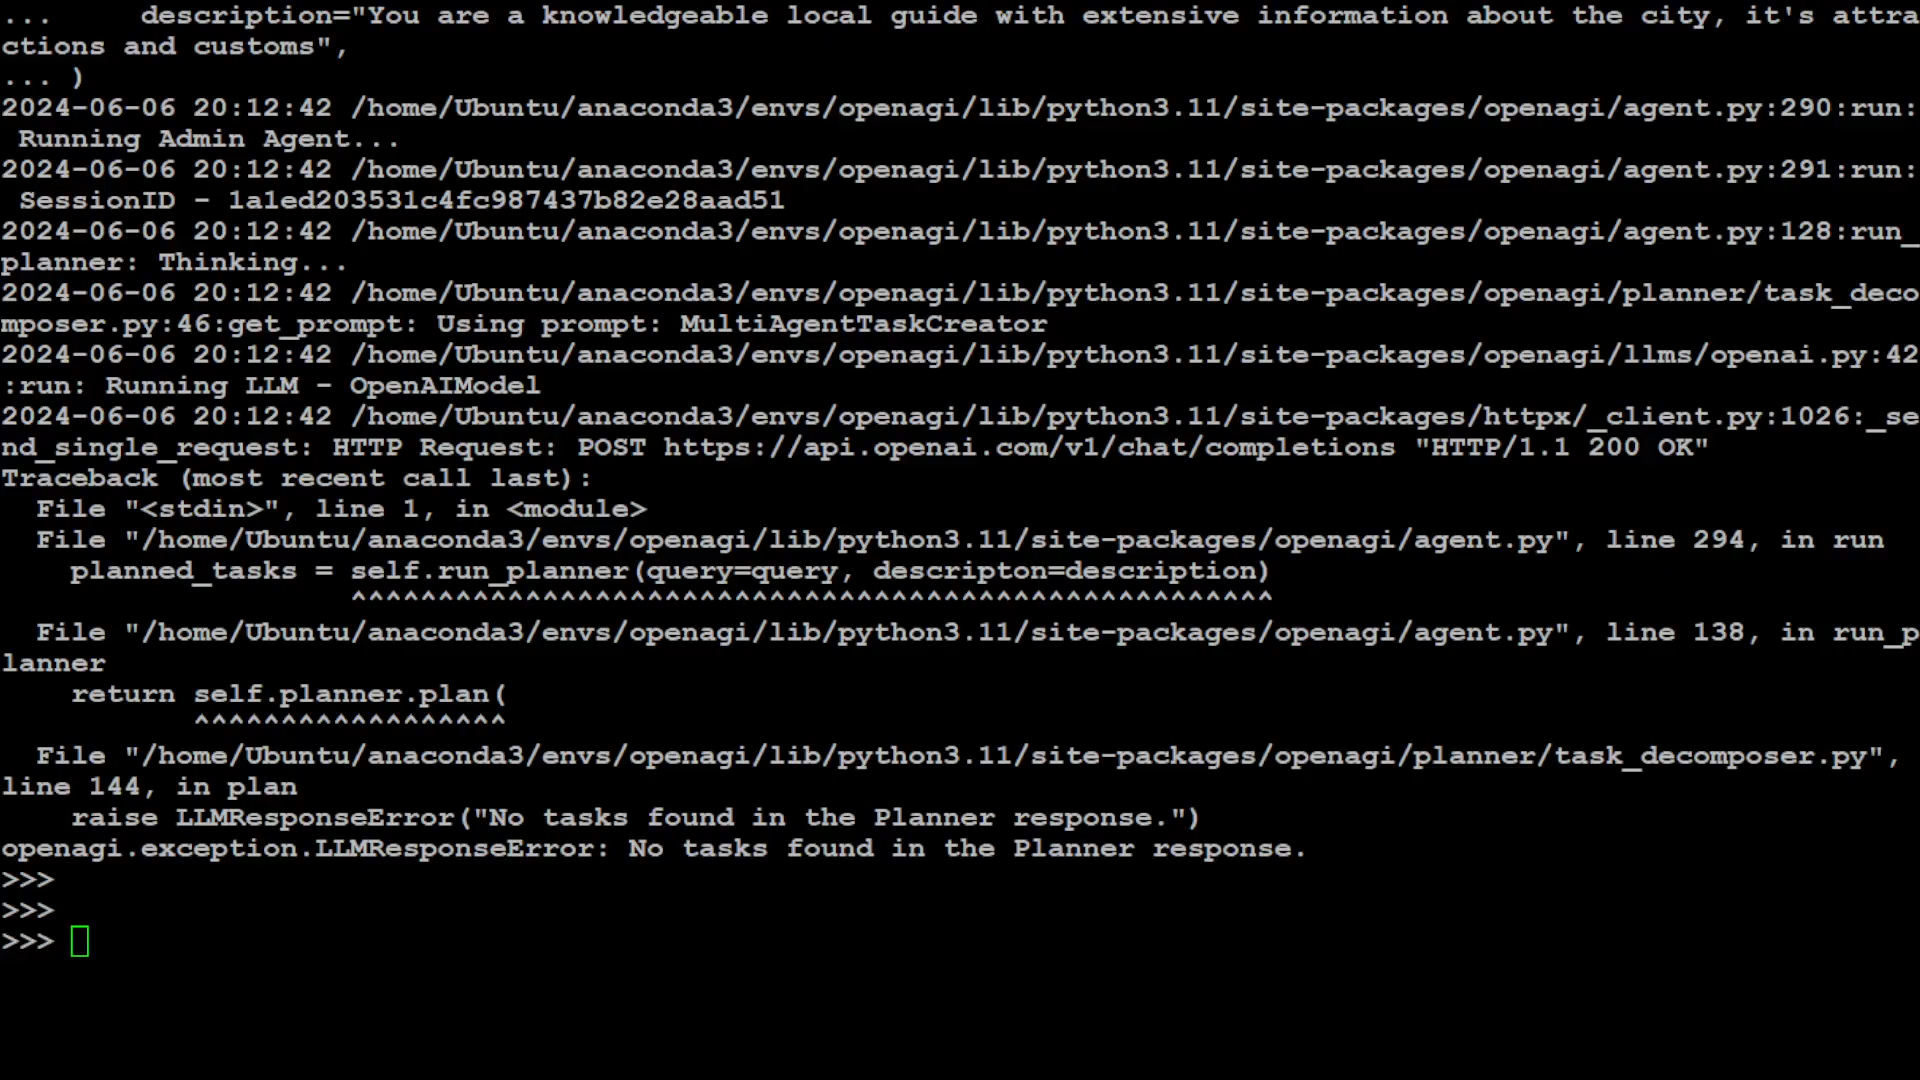 ...     description="You are a knowledgeable local guide with extensive information about the city, it's attra
ctions and customs",
... )
2024-06-06 20:12:42 /home/Ubuntu/anaconda3/envs/openagi/lib/python3.11/site-packages/openagi/agent.py:290:run:
 Running Admin Agent...
2024-06-06 20:12:42 /home/Ubuntu/anaconda3/envs/openagi/lib/python3.11/site-packages/openagi/agent.py:291:run:
 SessionID - 1a1ed203531c4fc987437b82e28aad51
2024-06-06 20:12:42 /home/Ubuntu/anaconda3/envs/openagi/lib/python3.11/site-packages/openagi/agent.py:128:run_
planner: Thinking...
2024-06-06 20:12:42 /home/Ubuntu/anaconda3/envs/openagi/lib/python3.11/site-packages/openagi/planner/task_deco
mposer.py:46:get_prompt: Using prompt: MultiAgentTaskCreator
2024-06-06 20:12:42 /home/Ubuntu/anaconda3/envs/openagi/lib/python3.11/site-packages/openagi/llms/openai.py:42
:run: Running LLM - OpenAIModel
2024-06-06 20:12:42 /home/Ubuntu/anaconda3/envs/openagi/lib/python3.11/site-packages/httpx/_client.py:1026:_se
nd_single_request: HTTP Request: POST https://api.openai.com/v1/chat/completions "HTTP/1.1 200 OK"
Traceback (most recent call last):
  File "<stdin>", line 1, in <module>
  File "/home/Ubuntu/anaconda3/envs/openagi/lib/python3.11/site-packages/openagi/agent.py", line 294, in run
    planned_tasks = self.run_planner(query=query, descripton=description)
                    ^^^^^^^^^^^^^^^^^^^^^^^^^^^^^^^^^^^^^^^^^^^^^^^^^^^^^
  File "/home/Ubuntu/anaconda3/envs/openagi/lib/python3.11/site-packages/openagi/agent.py", line 138, in run_p
lanner
    return self.planner.plan(
           ^^^^^^^^^^^^^^^^^^
  File "/home/Ubuntu/anaconda3/envs/openagi/lib/python3.11/site-packages/openagi/planner/task_decomposer.py",
line 144, in plan
    raise LLMResponseError("No tasks found in the Planner response.")
openagi.exception.LLMResponseError: No tasks found in the Planner response.
>>>
>>>
>>>